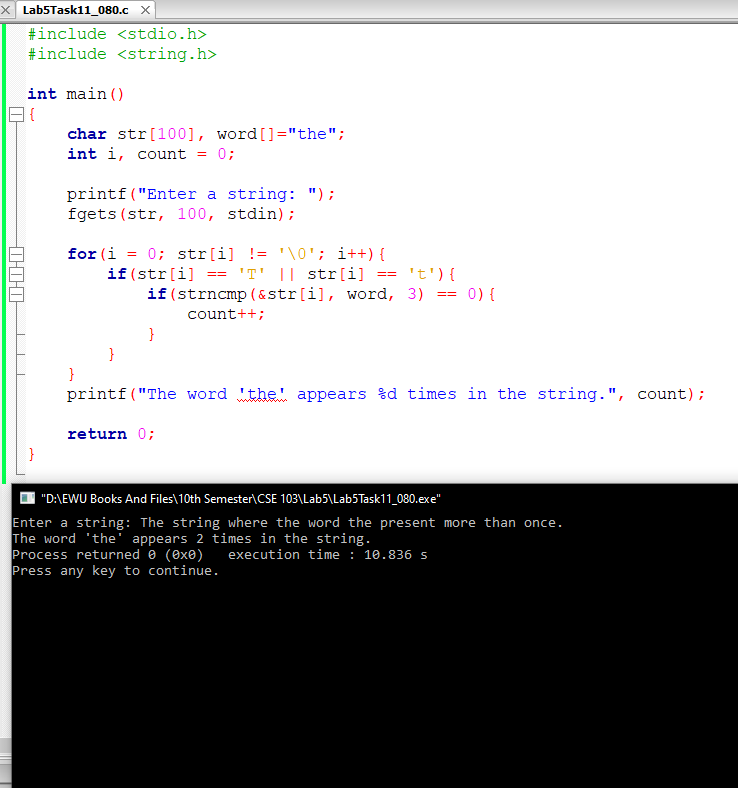 Lab5Task11_080.c
#include <stdio.h>
#include <string.h>
int main()
{
char str[100], word[]="the";
int i, count = 0;
printf("Enter a string: ");
fgets(str, 100, stdin);
for(i = 0; str[i] != '\0'; i++){
if(str[i] == 'T' || str[i] == 't'){
if(strncmp(&str[i], word, 3) == 0){
count++;
}
}
}
printf("The word 'the' appears %d times in the string.", count);
return 0;
}
"D:\EWU Books And Files\10th Semester\CSE 103\Lab5\Lab5Task11_080.exe"
Enter a string: The string where the word the present more than once.
The word 'the' appears 2 times in the string.
Process returned 0 (0x0)   execution time : 10.836 s
Press any key to continue.